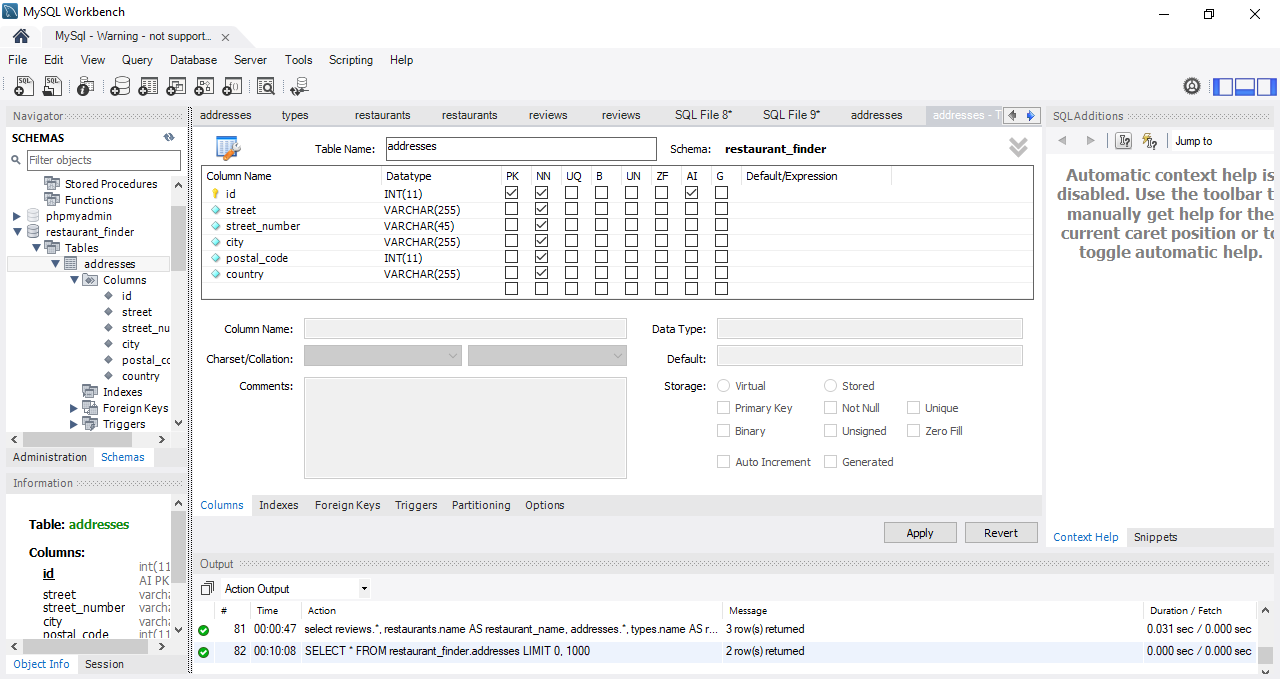 MySQL Workbench
MySql - Warning - not support...
File Edit View Query Database Server Tools Scripting Help
Navigator
SCHEMAS
Filter objects
Stored Procedures
Functions
phpmyadmin
restaurant_finder
Tables
addresses
Columns
id
street
street_nu
city
postal_co
country
Indexes
Foreign Keys
Triggers
Administration Schemas
Information
Table: addresses
Columns:
id int(11
AI PK
street varcha
street_number varcha
city varcha
postal_code int(11
Object Info Session
addresses types restaurants restaurants reviews reviews SQL File 8* SQL File 9* addresses addresses - T
Table Name: addresses Schema: restaurant_finder
Column Name Datatype PK NN UQ B UN ZF AI G Default/Expression
id INT(11)
street VARCHAR(255)
street_number VARCHAR(45)
city VARCHAR(255)
postal_code INT(11)
country VARCHAR(255)
Column Name: Data Type:
Charset/Collation: Default:
Comments: Storage: Virtual Stored
Primary Key Not Null Unique
Binary Unsigned Zero Fill
Auto Increment Generated
Columns Indexes Foreign Keys Triggers Partitioning Options
Apply Revert
Output
Action Output
# Time Action Message Duration / Fetch
81 00:00:47 select reviews.*, restaurants.name AS restaurant_name, addresses.*, types.name AS r... 3 row(s) returned 0.031 sec / 0.000 sec
82 00:10:08 SELECT * FROM restaurant_finder.addresses LIMIT 0, 1000 2 row(s) returned 0.000 sec / 0.000 sec
SQLAdditions
Jump to
Automatic context help is
disabled. Use the toolbar t
manually get help for the
current caret position or to
toggle automatic help.
Context Help Snippets